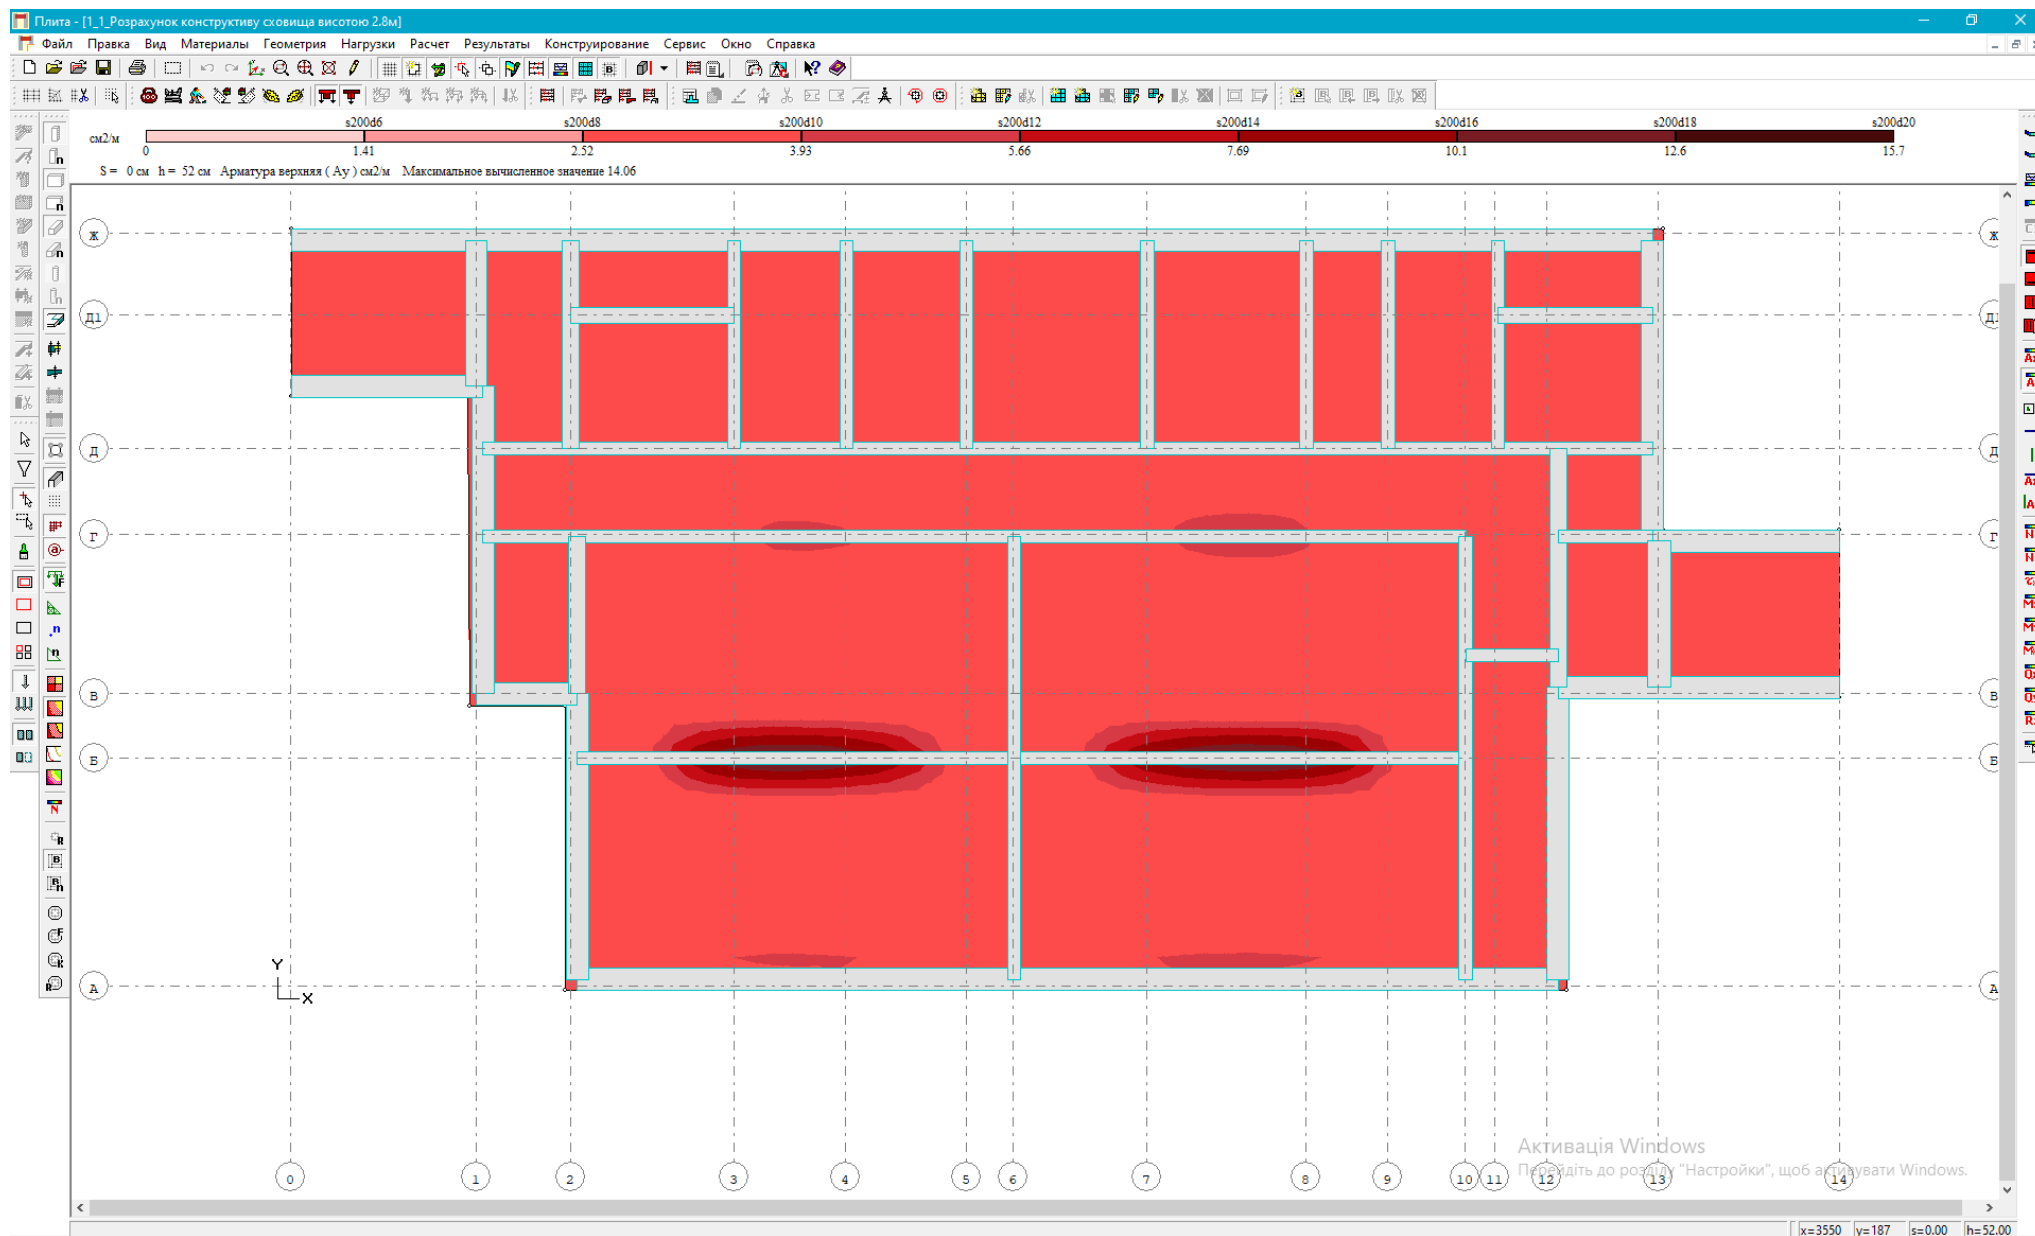 Плита - [1_1_Розрахунок конструктиву сховища висотою 2.8м]
Файл Правка Вид Материалы Геометрия Нагрузки Расчет Результаты Конструирование Сервис Окно Справка
s200d6 s200d8 s200d10 s200d12 s200d14 s200d16 s200d18 s200d20
см2/м
0 1.41 2.52 3.93 5.66 7.69 10.1 12.6 15.7
S = 0 см h = 52 см Арматура верхняя ( Ay ) см2/м Максимальное вычисленное значение 14.06
Ж Ж
Д1 Д1
Д Д
Г Г
В В
Б Б
А А
Y
X
Активація Windows
Перейдіть до розділу "Настройки", щоб активувати Windows.
0 1 2 3 4 5 6 7 8 9 10 11 12 13 14
x=3550 y=187 s=0.00 h=52.00